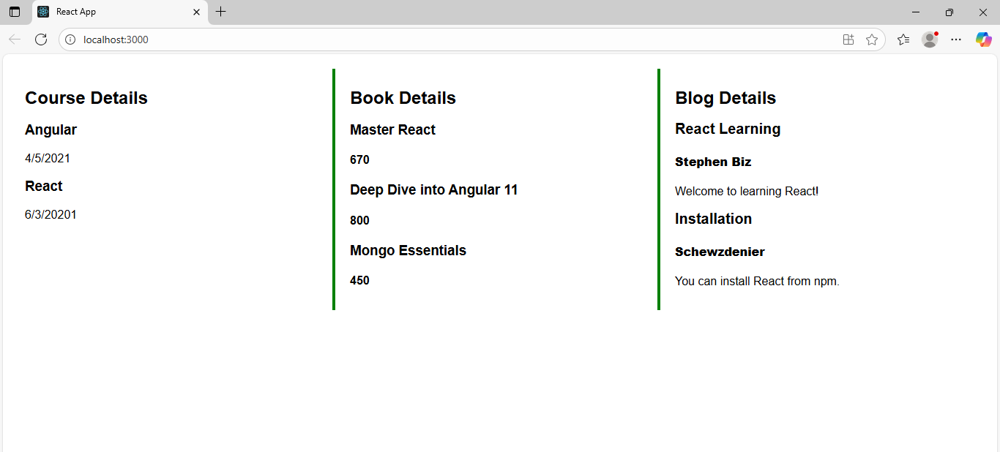 React App
localhost:3000
Course Details
Angular
4/5/2021
React
6/3/20201
Book Details
Master React
670
Deep Dive into Angular 11
800
Mongo Essentials
450
Blog Details
React Learning
Stephen Biz
Welcome to learning React!
Installation
Schewzdenier
You can install React from npm.